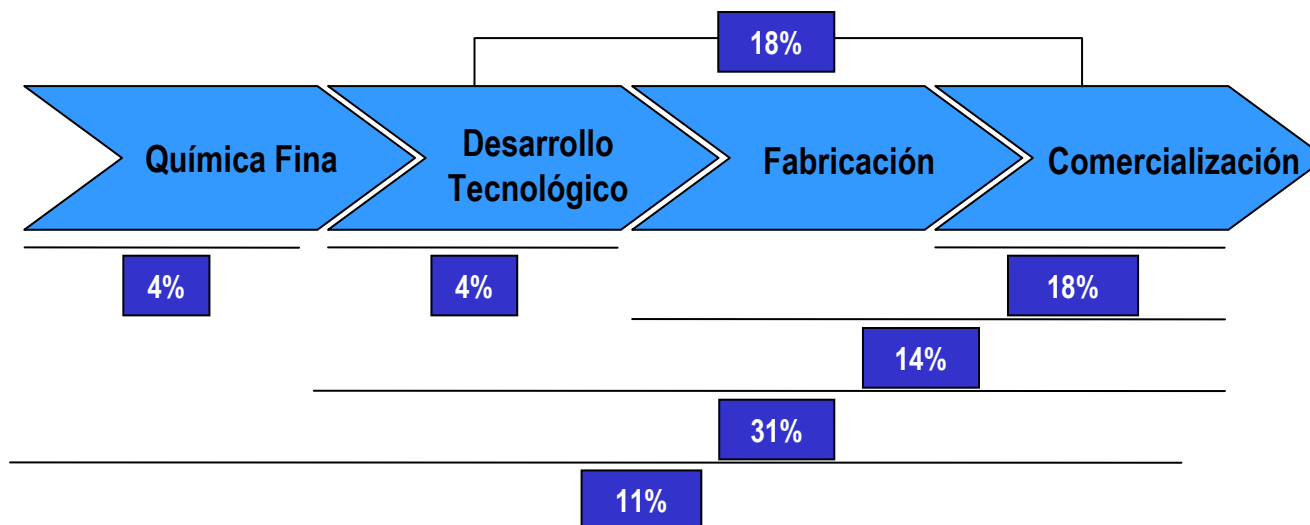 18%
Química Fina
Desarrollo
Tecnológico
Fabricación
Comercialización
4%
4%
18%
14%
31%
11%